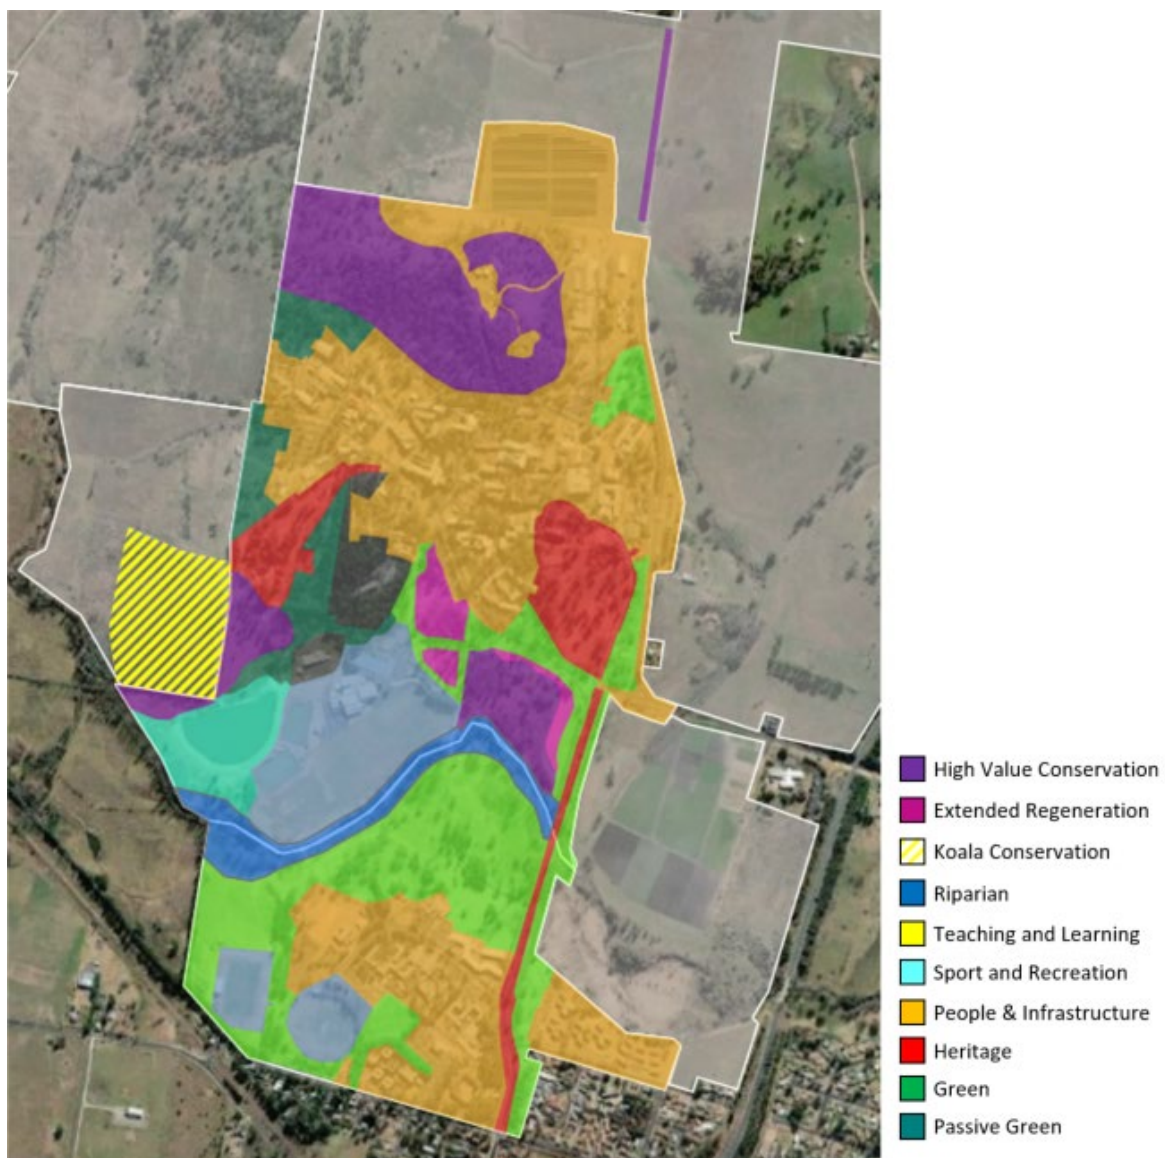 High Value Conservation
Extended Regeneration
Koala Conservation
Riparian
Teaching and Learning
Sport and Recreation
People & Infrastructure
Heritage
Green
Passive Green